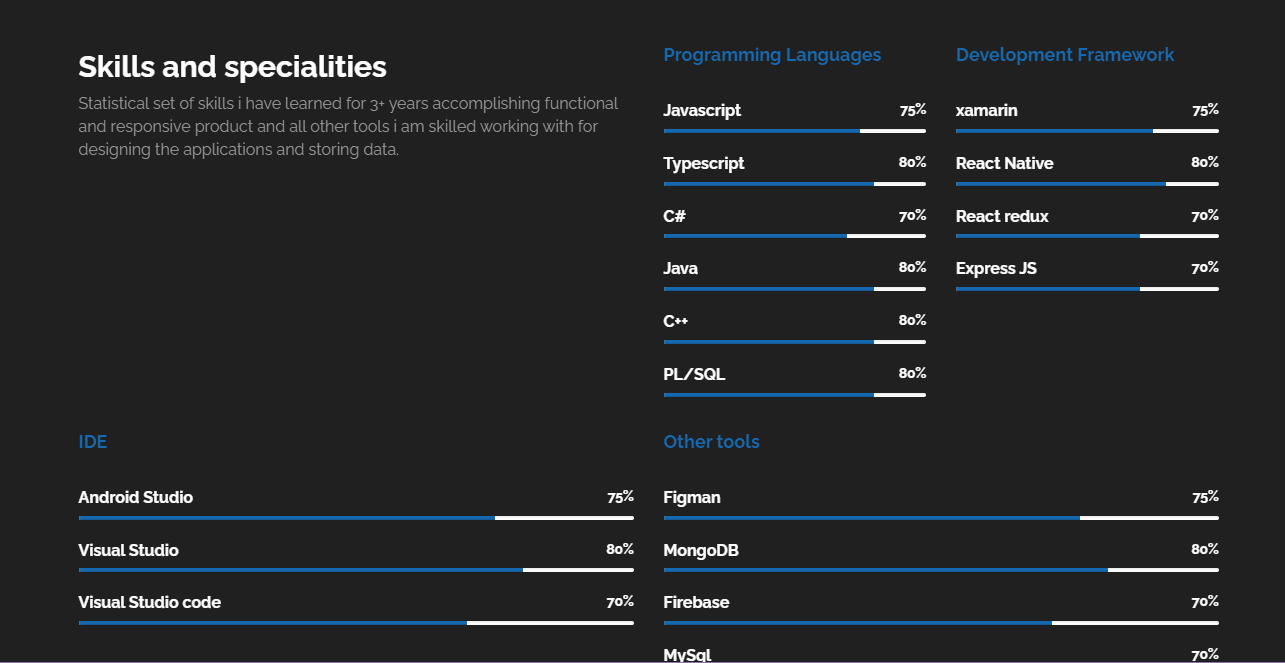 Skills and specialities
Statistical set of skills i have learned for 3+ years accomplishing functional
and responsive product and all other tools i am skilled working with for
designing the applications and storing data.
Programming Languages
Javascript 75%
Typescript 80%
C# 70%
Java 80%
C++ 80%
PL/SQL 80%
Development Framework
xamarin 75%
React Native 80%
React redux 70%
Express JS 70%
IDE
Android Studio 75%
Visual Studio 80%
Visual Studio code 70%
Other tools
Figman 75%
MongoDB 80%
Firebase 70%
MySql 70%